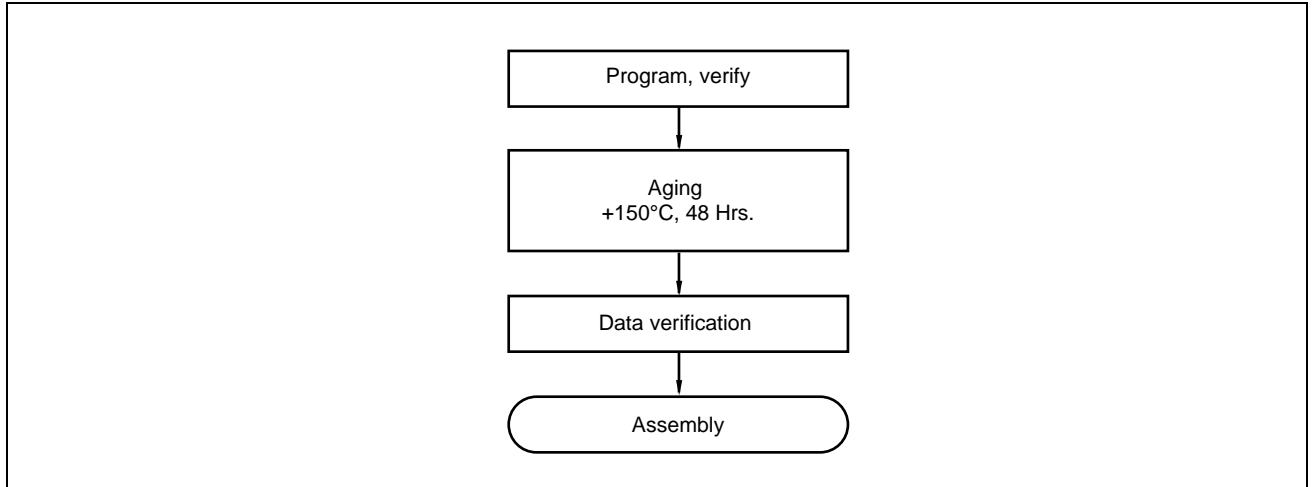 Program, verify
Aging
+150°C, 48 Hrs.
Data verification
Assembly